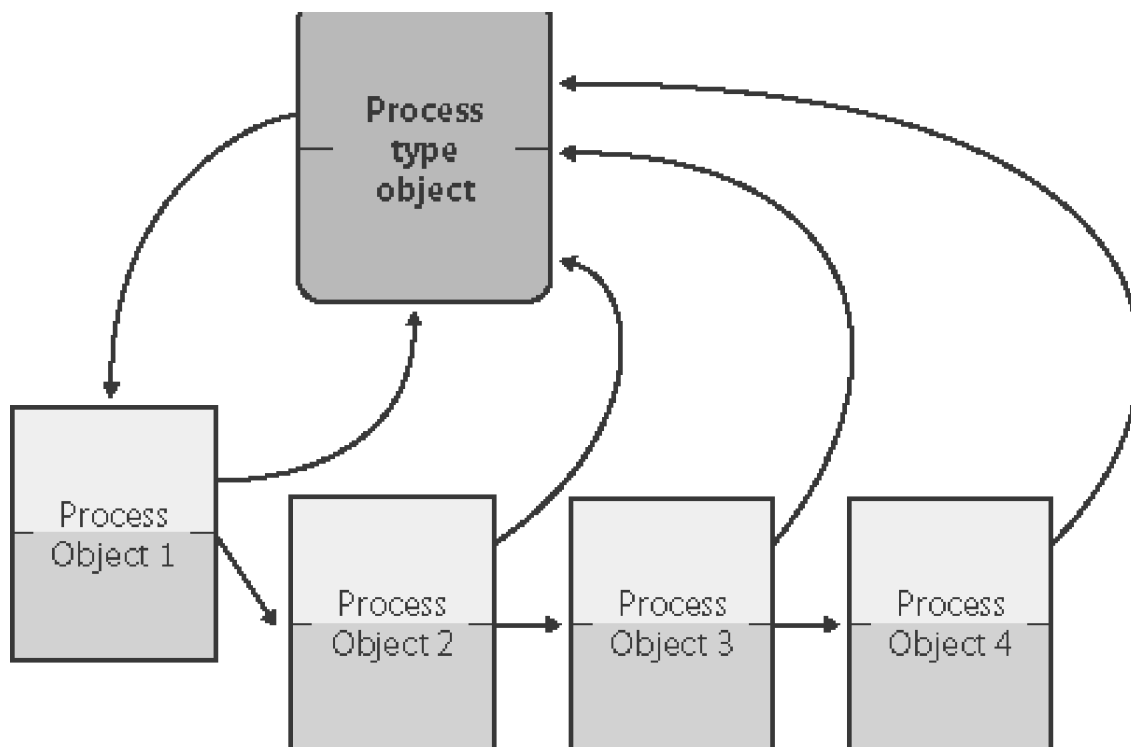 Process
type
object
Process
Object 1
Process
Object 2
Process
Object 3
Process
Object 4